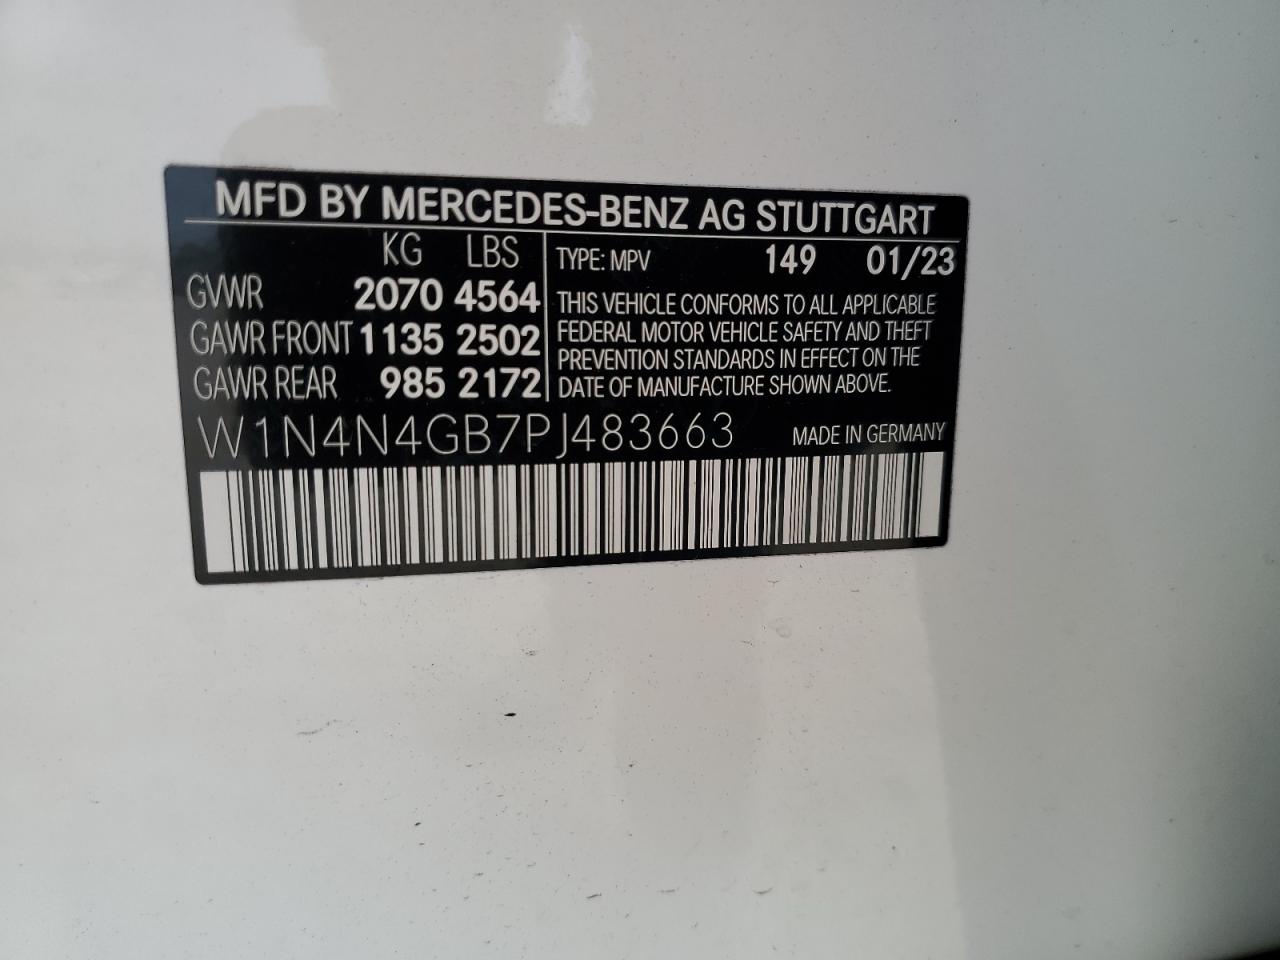 MFD BY MERCEDES-BENZ AG STUTTGART
KG LBS
GVWR 2070 4564
GAWR FRONT 1135 2502
GAWR REAR 985 2172
TYPE: MPV 149 01/23
THIS VEHICLE CONFORMS TO ALL APPLICABLE
FEDERAL MOTOR VEHICLE SAFETY AND THEFT
PREVENTION STANDARDS IN EFFECT ON THE
DATE OF MANUFACTURE SHOWN ABOVE.
W1N4N4GB7PJ483663 MADE IN GERMANY